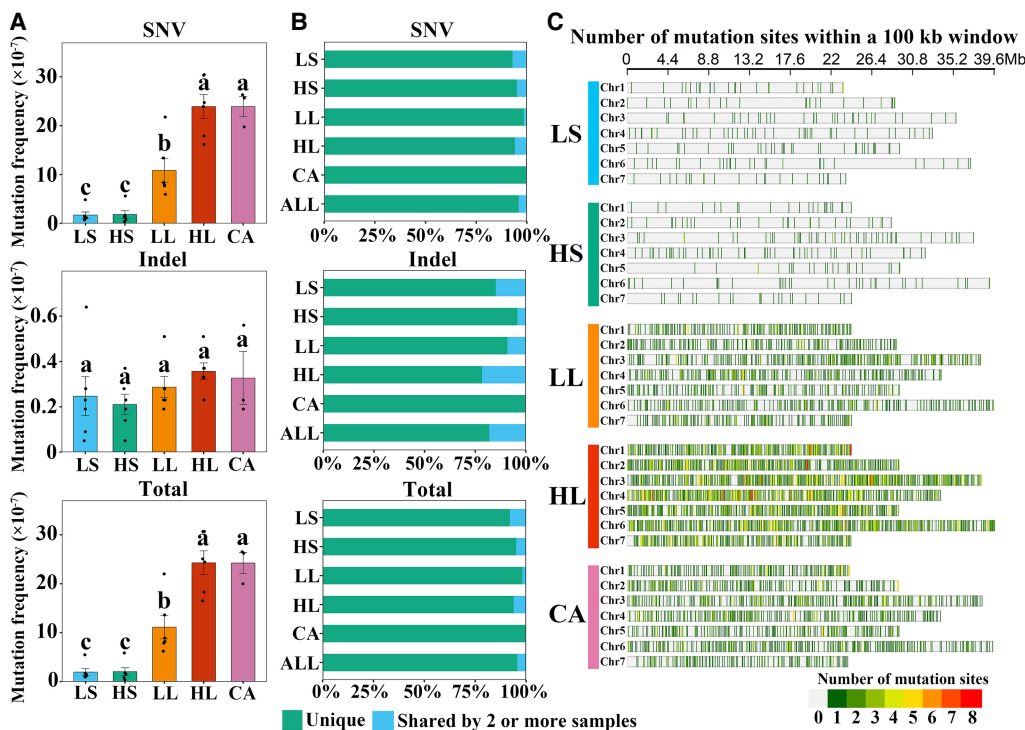 A
SNV
Mutation frequency (×10⁻⁷)
30
20
10
0
c
c
b
a
a
LS
HS
LL
HL
CA
Indel
Mutation frequency (×10⁻⁷)
0.6
0.4
0.2
0
a
a
a
a
a
LS
HS
LL
HL
CA
Total
Mutation frequency (×10⁻⁷)
30
20
10
0
c
c
b
a
a
LS
HS
LL
HL
CA
B
SNV
LS
HS
LL
HL
CA
ALL
0% 25% 50% 75% 100%
Indel
LS
HS
LL
HL
CA
ALL
0% 25% 50% 75% 100%
Total
LS
HS
LL
HL
CA
ALL
0% 25% 50% 75% 100%
Unique
Shared by 2 or more samples
C
Number of mutation sites within a 100 kb window
0 4.4 8.8 13.2 17.6 22 26.4 30.8 35.2 39.6Mb
LS
Chr1
Chr2
Chr3
Chr4
Chr5
Chr6
Chr7
HS
Chr1
Chr2
Chr3
Chr4
Chr5
Chr6
Chr7
LL
Chr1
Chr2
Chr3
Chr4
Chr5
Chr6
Chr7
HL
Chr1
Chr2
Chr3
Chr4
Chr5
Chr6
Chr7
CA
Chr1
Chr2
Chr3
Chr4
Chr5
Chr6
Chr7
Number of mutation sites
0 1 2 3 4 5 6 7 8